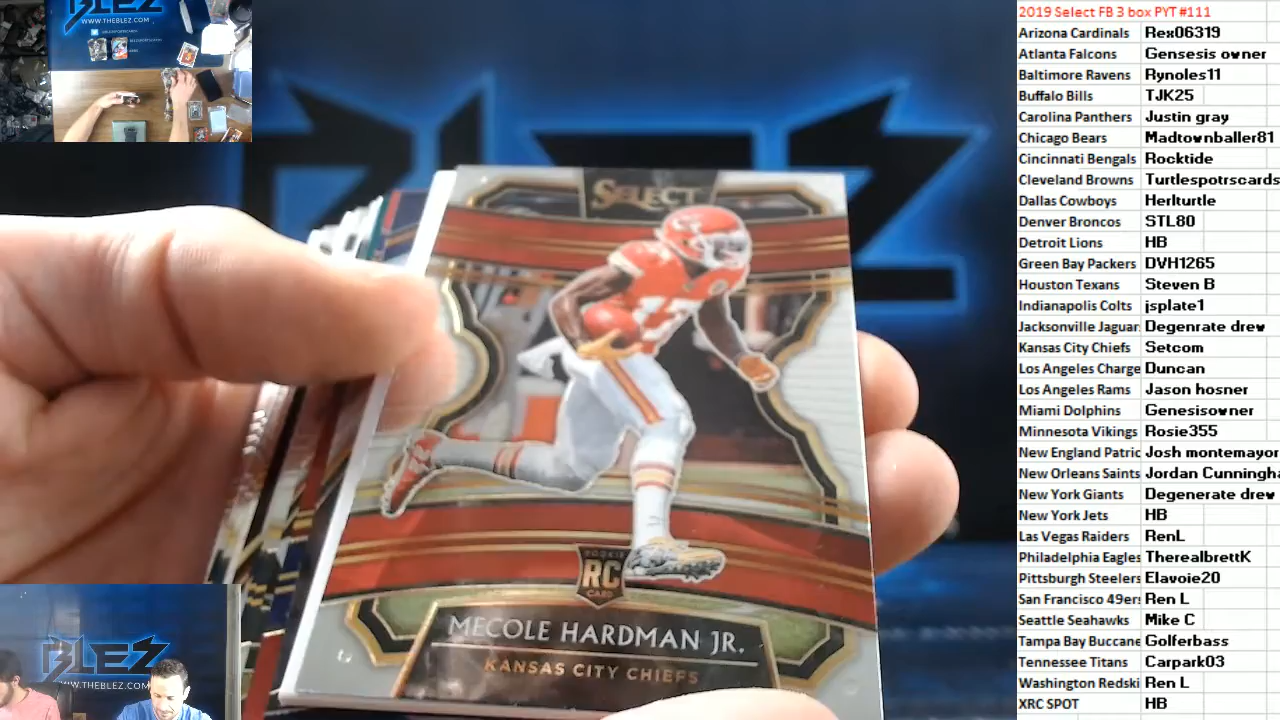 BLEZ
WWW.THEBLEZ.COM
BLEZ
SELECT
ROOKIE
RC
CARD
MECOLE HARDMAN JR.
KANSAS CITY CHIEFS
BLEZ
WWW.THEBLEZ.COM
2019 Select FB 3 box PYT #111
Arizona Cardinals Rex06319
Atlanta Falcons Gensesis owner
Baltimore Ravens Rynoles11
Buffalo Bills TJK25
Carolina Panthers Justin gray
Chicago Bears Madtownballer81
Cincinnati Bengals Rocktide
Cleveland Browns Turtlespotrscards
Dallas Cowboys Herlturtle
Denver Broncos STL80
Detroit Lions HB
Green Bay Packers DVH1265
Houston Texans Steven B
Indianapolis Colts jsplate1
Jacksonville Jaguar Degenrate drew
Kansas City Chiefs Setcom
Los Angeles Charge Duncan
Los Angeles Rams Jason hosner
Miami Dolphins Genesisowner
Minnesota Vikings Rosie355
New England Patric Josh montemayor
New Orleans Saints Jordan Cunningha
New York Giants Degenerate drew
New York Jets HB
Las Vegas Raiders RenL
Philadelphia Eagles TherealbrettK
Pittsburgh Steelers Elavoie20
San Francisco 49ers Ren L
Seattle Seahawks Mike C
Tampa Bay Buccane Golferbass
Tennessee Titans Carpark03
Washington Redski Ren L
XRC SPOT HB